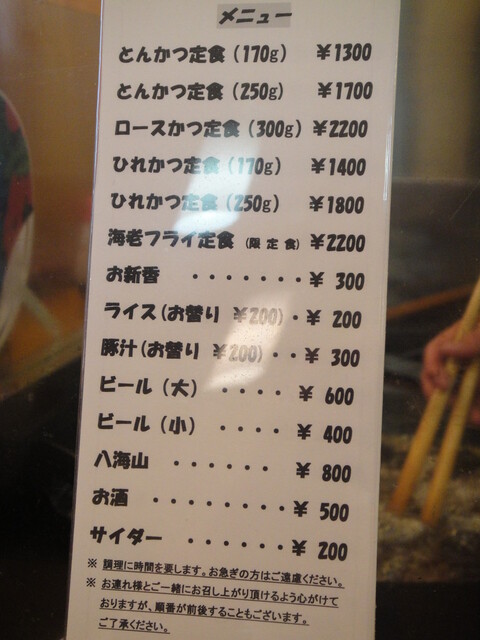 メニュー
とんかつ定食(170g) ¥1300
とんかつ定食(250g) ¥1700
ロースかつ定食(300g) ¥2200
ひれかつ定食(170g) ¥1400
ひれかつ定食(250g) ¥1800
海老フライ定食(限定食) ¥2200
お新香 ・・・・・・・¥ 300
ライス(お替り ¥200)・¥ 200
豚汁(お替り ¥200)・・¥ 300
ビール(大) ・・・・ ¥ 600
ビール(小) ・・・・ ¥ 400
八海山 ・・・・・・ ¥ 800
お酒 ・・・・・・・・¥ 500
サイダー ・・・・・・ ¥ 200
※ 調理に時間を要します。お急ぎの方はご遠慮ください。
※ お連れ様とご一緒にお召し上がり頂けるよう心がけて
おりますが、順番が前後することもございます。
ご了承ください。